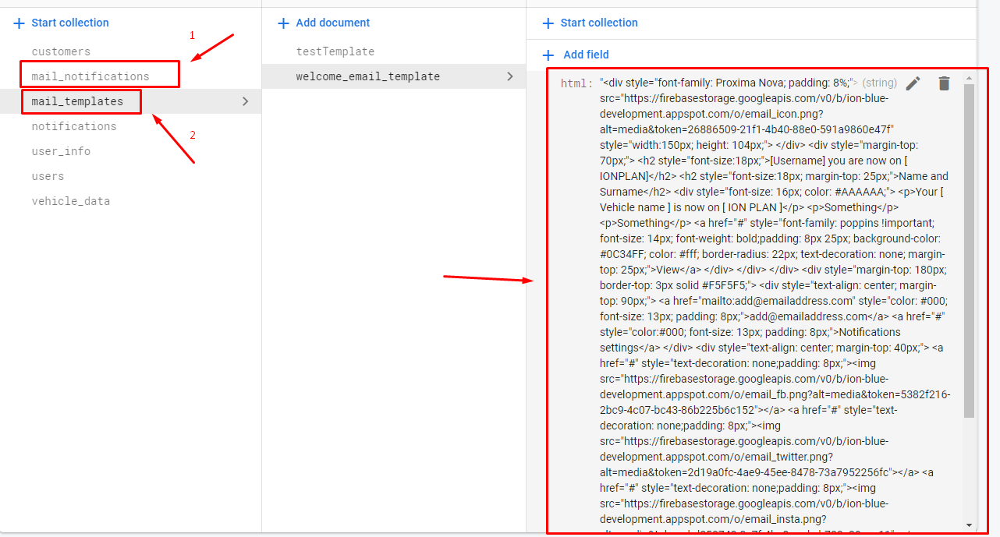 Start collection
1
customers
mail_notifications
mail_templates
2
notifications
user_info
users
vehicle_data
Add document
testTemplate
welcome_email_template
Start collection
Add field
html: "<div style="font-family: Proxima Nova; padding: 8%;"> (string)
src="https://firebasestorage.googleapis.com/v0/b/ion-blue-
development.appspot.com/o/email_icon.png?
alt=media&token=26886509-21f1-4b40-88e0-591a9860e47f"
style="width:150px; height: 104px;"> </div> <div style="margin-top:
70px;"> <h2 style="font-size:18px;">[Username] you are now on [
IONPLAN]</h2> <h2 style="font-size:18px; margin-top: 25px;">Name and
Surname</h2> <div style="font-size: 16px; color: #AAAAAA;"> <p>Your [
Vehicle name ] is now on [ ION PLAN ]</p> <p>Something</p>
<p>Something</p> <a href="#" style="font-family: poppins !important;
font-size: 14px; font-weight: bold;padding: 8px 25px; background-color:
#0C34FF; color: #fff; border-radius: 22px; text-decoration: none; margin-
top: 25px;">View</a> </div> </div> </div> <div style="margin-top: 180px;
border-top: 3px solid #F5F5F5;"> <div style="text-align: center; margin-
top: 90px;"> <a href="mailto:add@emailaddress.com" style="color: #000;
font-size: 13px; padding: 8px;">add@emailaddress.com</a> <a href="#"
style="color:#000; font-size: 13px; padding: 8px;">Notifications
settings</a> </div> <div style="text-align: center; margin-top: 40px;"> <a
href="#" style="text-decoration: none;padding: 8px;"><img
src="https://firebasestorage.googleapis.com/v0/b/ion-blue-
development.appspot.com/o/email_fb.png?alt=media&token=5382f216-
2bc9-4c07-bc43-86b225b6c152"></a> <a href="#" style="text-
decoration: none;padding: 8px;"><img
src="https://firebasestorage.googleapis.com/v0/b/ion-blue-
development.appspot.com/o/email_twitter.png?
alt=media&token=2d19a0fc-4ae9-45ee-8478-73a7952256fc"></a> <a
href="#" style="text-decoration: none;padding: 8px;"><img
src="https://firebasestorage.googleapis.com/v0/b/ion-blue-
development.appspot.com/o/email_insta.png?